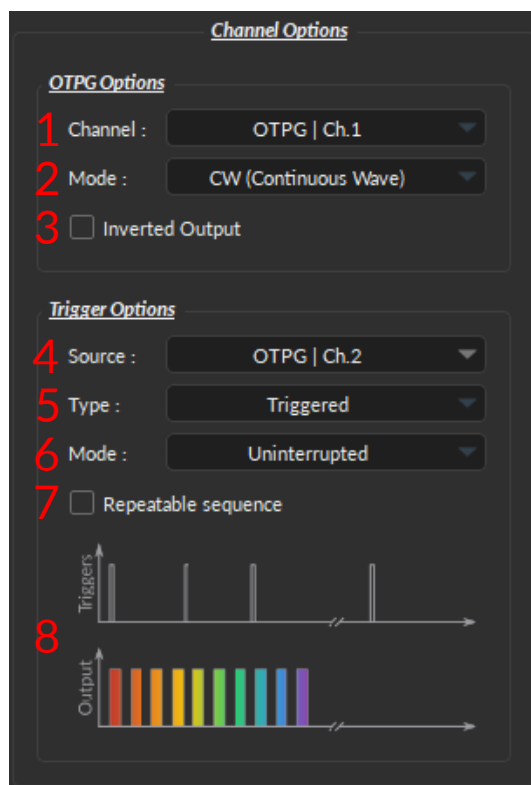 Channel Options
OTPG Options
1 Channel : OTPG | Ch.1
2 Mode : CW (Continuous Wave)
3 Inverted Output
Trigger Options
4 Source : OTPG | Ch.2
5 Type : Triggered
6 Mode : Uninterrupted
7 Repeatable sequence
Triggers
8
Output